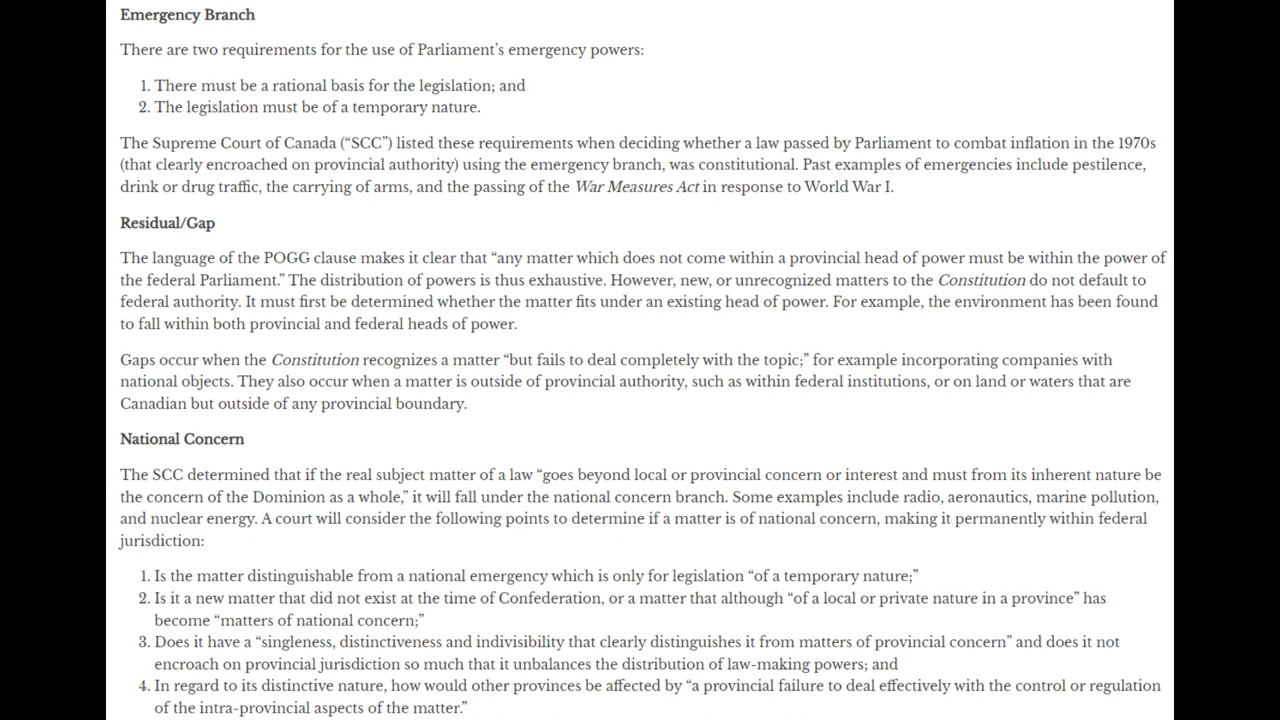 Emergency Branch
There are two requirements for the use of Parliament’s emergency powers:
1. There must be a rational basis for the legislation; and
2. The legislation must be of a temporary nature.
The Supreme Court of Canada (“SCC”) listed these requirements when deciding whether a law passed by Parliament to combat inflation in the 1970s
(that clearly encroached on provincial authority) using the emergency branch, was constitutional. Past examples of emergencies include pestilence,
drink or drug traffic, the carrying of arms, and the passing of the War Measures Act in response to World War I.
Residual/Gap
The language of the POGG clause makes it clear that “any matter which does not come within a provincial head of power must be within the power of
the federal Parliament.” The distribution of powers is thus exhaustive. However, new, or unrecognized matters to the Constitution do not default to
federal authority. It must first be determined whether the matter fits under an existing head of power. For example, the environment has been found
to fall within both provincial and federal heads of power.
Gaps occur when the Constitution recognizes a matter “but fails to deal completely with the topic;” for example incorporating companies with
national objects. They also occur when a matter is outside of provincial authority, such as within federal institutions, or on land or waters that are
Canadian but outside of any provincial boundary.
National Concern
The SCC determined that if the real subject matter of a law “goes beyond local or provincial concern or interest and must from its inherent nature be
the concern of the Dominion as a whole,” it will fall under the national concern branch. Some examples include radio, aeronautics, marine pollution,
and nuclear energy. A court will consider the following points to determine if a matter is of national concern, making it permanently within federal
jurisdiction:
1. Is the matter distinguishable from a national emergency which is only for legislation “of a temporary nature;”
2. Is it a new matter that did not exist at the time of Confederation, or a matter that although “of a local or private nature in a province” has
become “matters of national concern;”
3. Does it have a “singleness, distinctiveness and indivisibility that clearly distinguishes it from matters of provincial concern” and does it not
encroach on provincial jurisdiction so much that it unbalances the distribution of law-making powers; and
4. In regard to its distinctive nature, how would other provinces be affected by “a provincial failure to deal effectively with the control or regulation
of the intra-provincial aspects of the matter.”